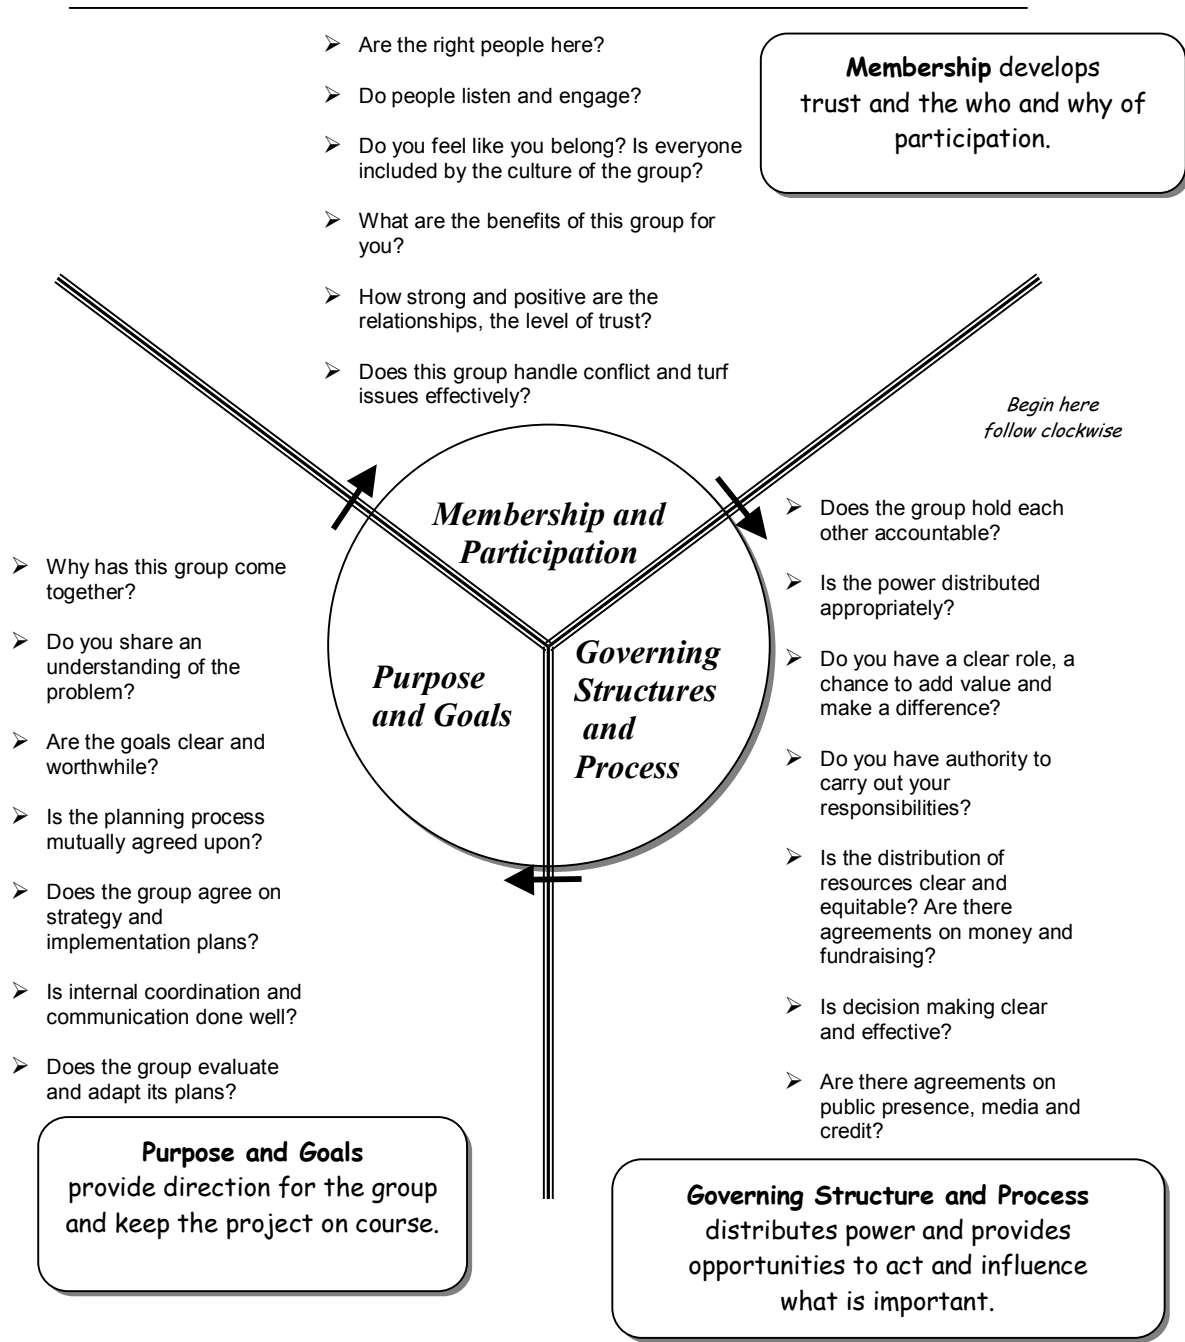 ➢ Are the right people here?
➢ Do people listen and engage?
➢ Do you feel like you belong? Is everyone
included by the culture of the group?
➢ What are the benefits of this group for
you?
➢ How strong and positive are the
relationships, the level of trust?
➢ Does this group handle conflict and turf
issues effectively?
Membership develops
trust and the who and why of
participation.
Begin here
follow clockwise
Membership and
Participation
Governing
Structures
and
Process
Purpose
and Goals
➢ Does the group hold each
other accountable?
➢ Is the power distributed
appropriately?
➢ Do you have a clear role, a
chance to add value and
make a difference?
➢ Do you have authority to
carry out your
responsibilities?
➢ Is the distribution of
resources clear and
equitable? Are there
agreements on money and
fundraising?
➢ Is decision making clear
and effective?
➢ Are there agreements on
public presence, media and
credit?
Governing Structure and Process
distributes power and provides
opportunities to act and influence
what is important.
➢ Why has this group come
together?
➢ Do you share an
understanding of the
problem?
➢ Are the goals clear and
worthwhile?
➢ Is the planning process
mutually agreed upon?
➢ Does the group agree on
strategy and
implementation plans?
➢ Is internal coordination and
communication done well?
➢ Does the group evaluate
and adapt its plans?
Purpose and Goals
provide direction for the group
and keep the project on course.